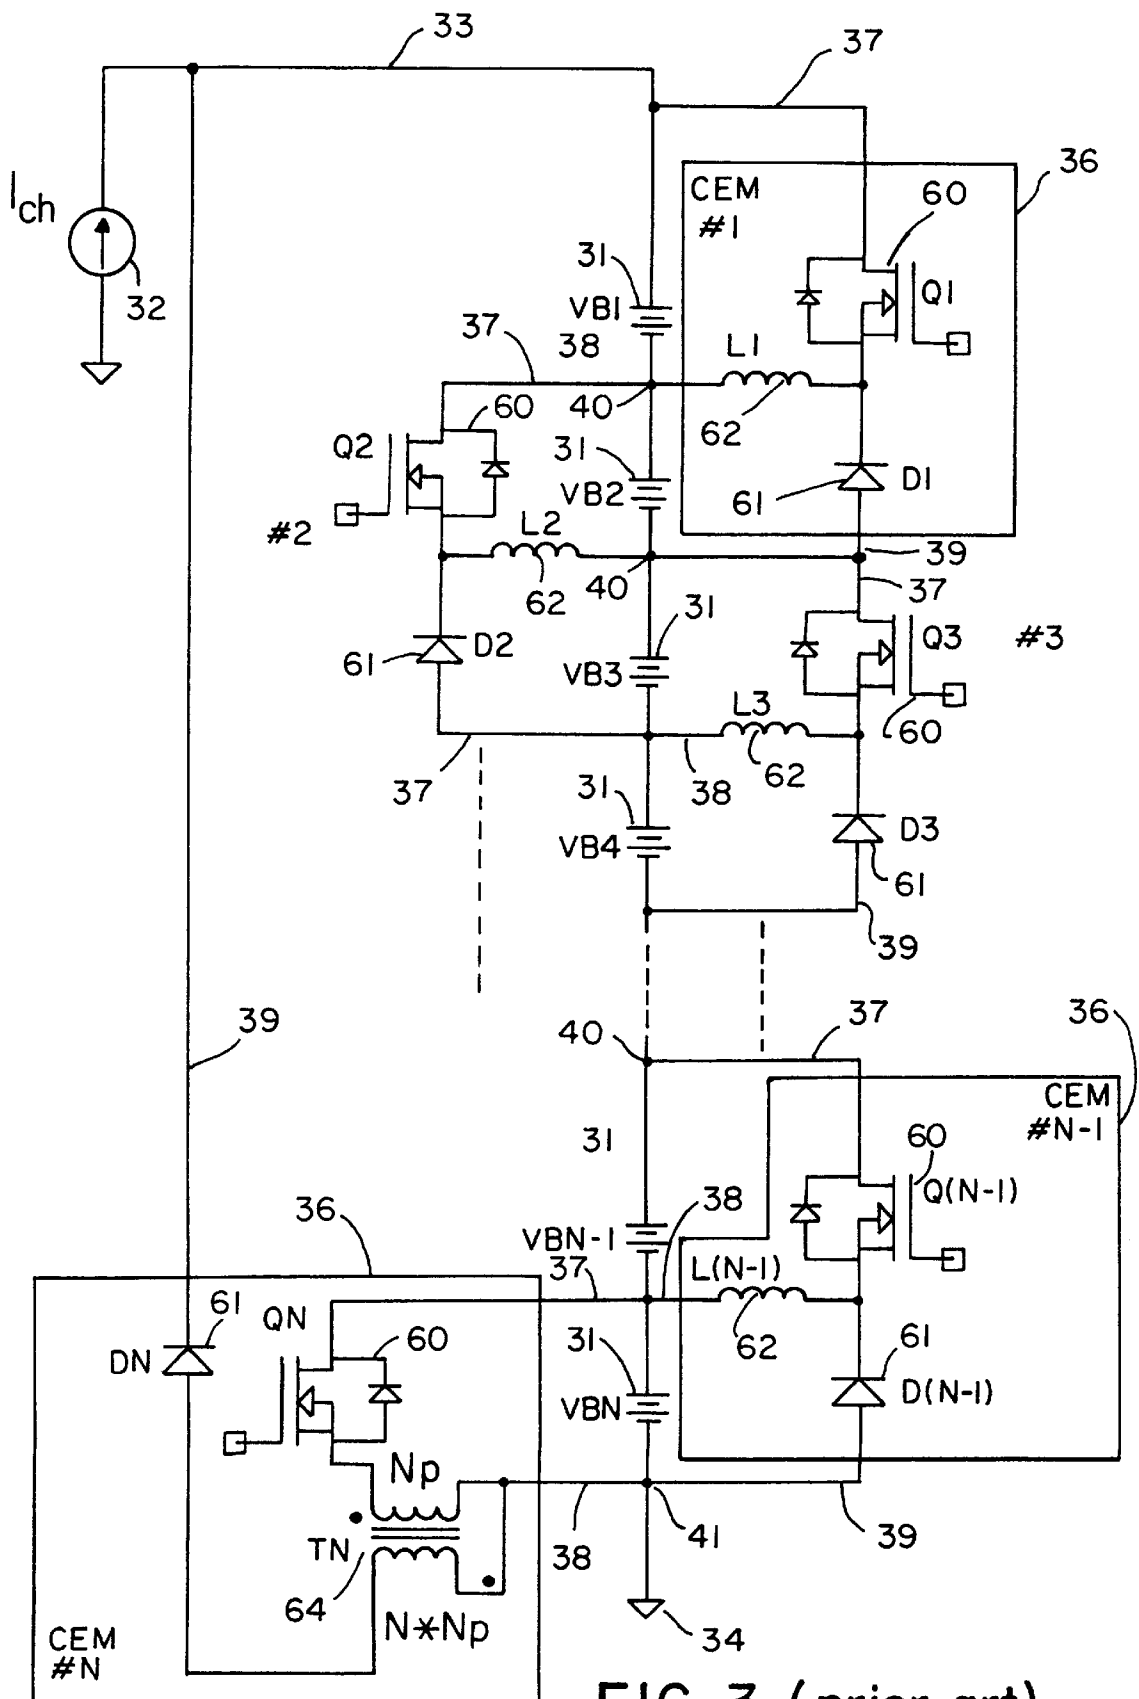 33
37
36
CEM
#1
60
Ich
31
Q1
32
VB1
37
38
L1
40
60
62
Q2
31
D1
VB2
61
#2
L2
39
40
37
62
31
Q3
#3
D2
61
VB3
L3
60
37
38
62
31
D3
VB4
61
39
39
40
37
36
CEM
#N-1
31
60
Q(N-1)
36
38
VBN-1
37
L(N-1)
61
QN
31
62
61
DN
60
VBN
D(N-1)
Np
TN
38
41
39
64
N*Np
34
CEM
#N
FIG. 3 (prior art)